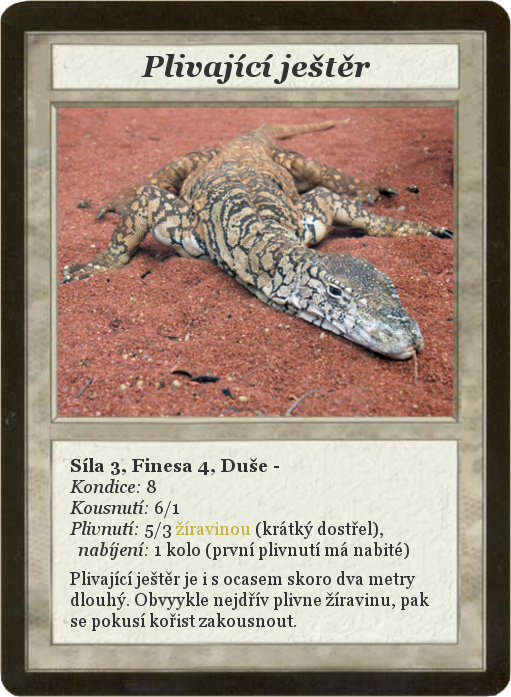 Plivající ještěr
Síla 3, Finesa 4, Duše -
Kondice: 8
Kousnutí: 6/1
Plivnutí: 5/3 žíravinou (krátký dostřel),
nabíjení: 1 kolo (první plivnutí má nabité)
Plivající ještěr je i s ocasem skoro dva metry
dlouhý. Obvyykle nejdřív plivne žíravinu, pak
se pokusí kořist zakousnout.